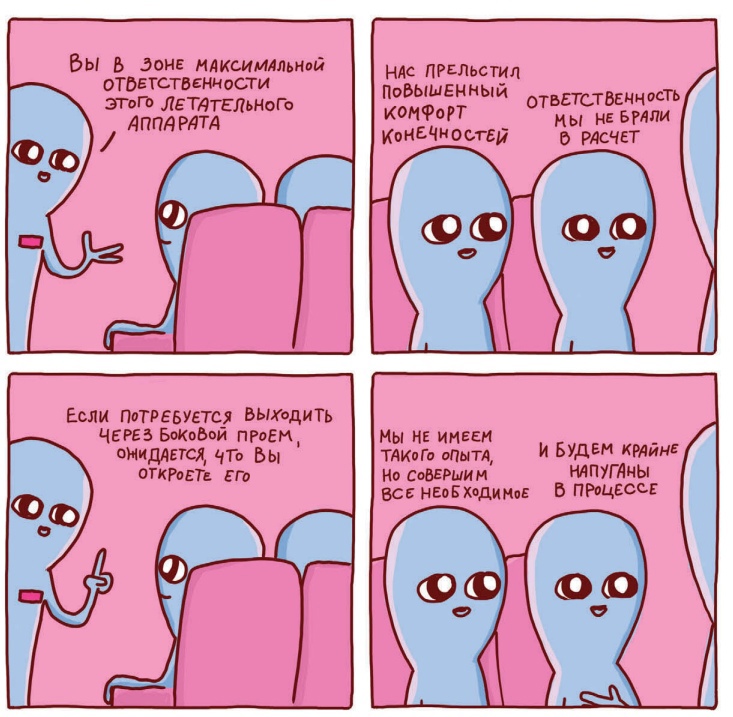 Вы в зоне максимальной
ответственности
этого летательного
аппарата
Нас прельстил
повышенный
комфорт
конечностей
Ответственность
мы не брали
в расчет
Если потребуется выходить
через боковой проем,
ожидается, что вы
откроете его
Мы не имеем
такого опыта,
но совершим
все необходимое
И будем крайне
напуганы
в процессе